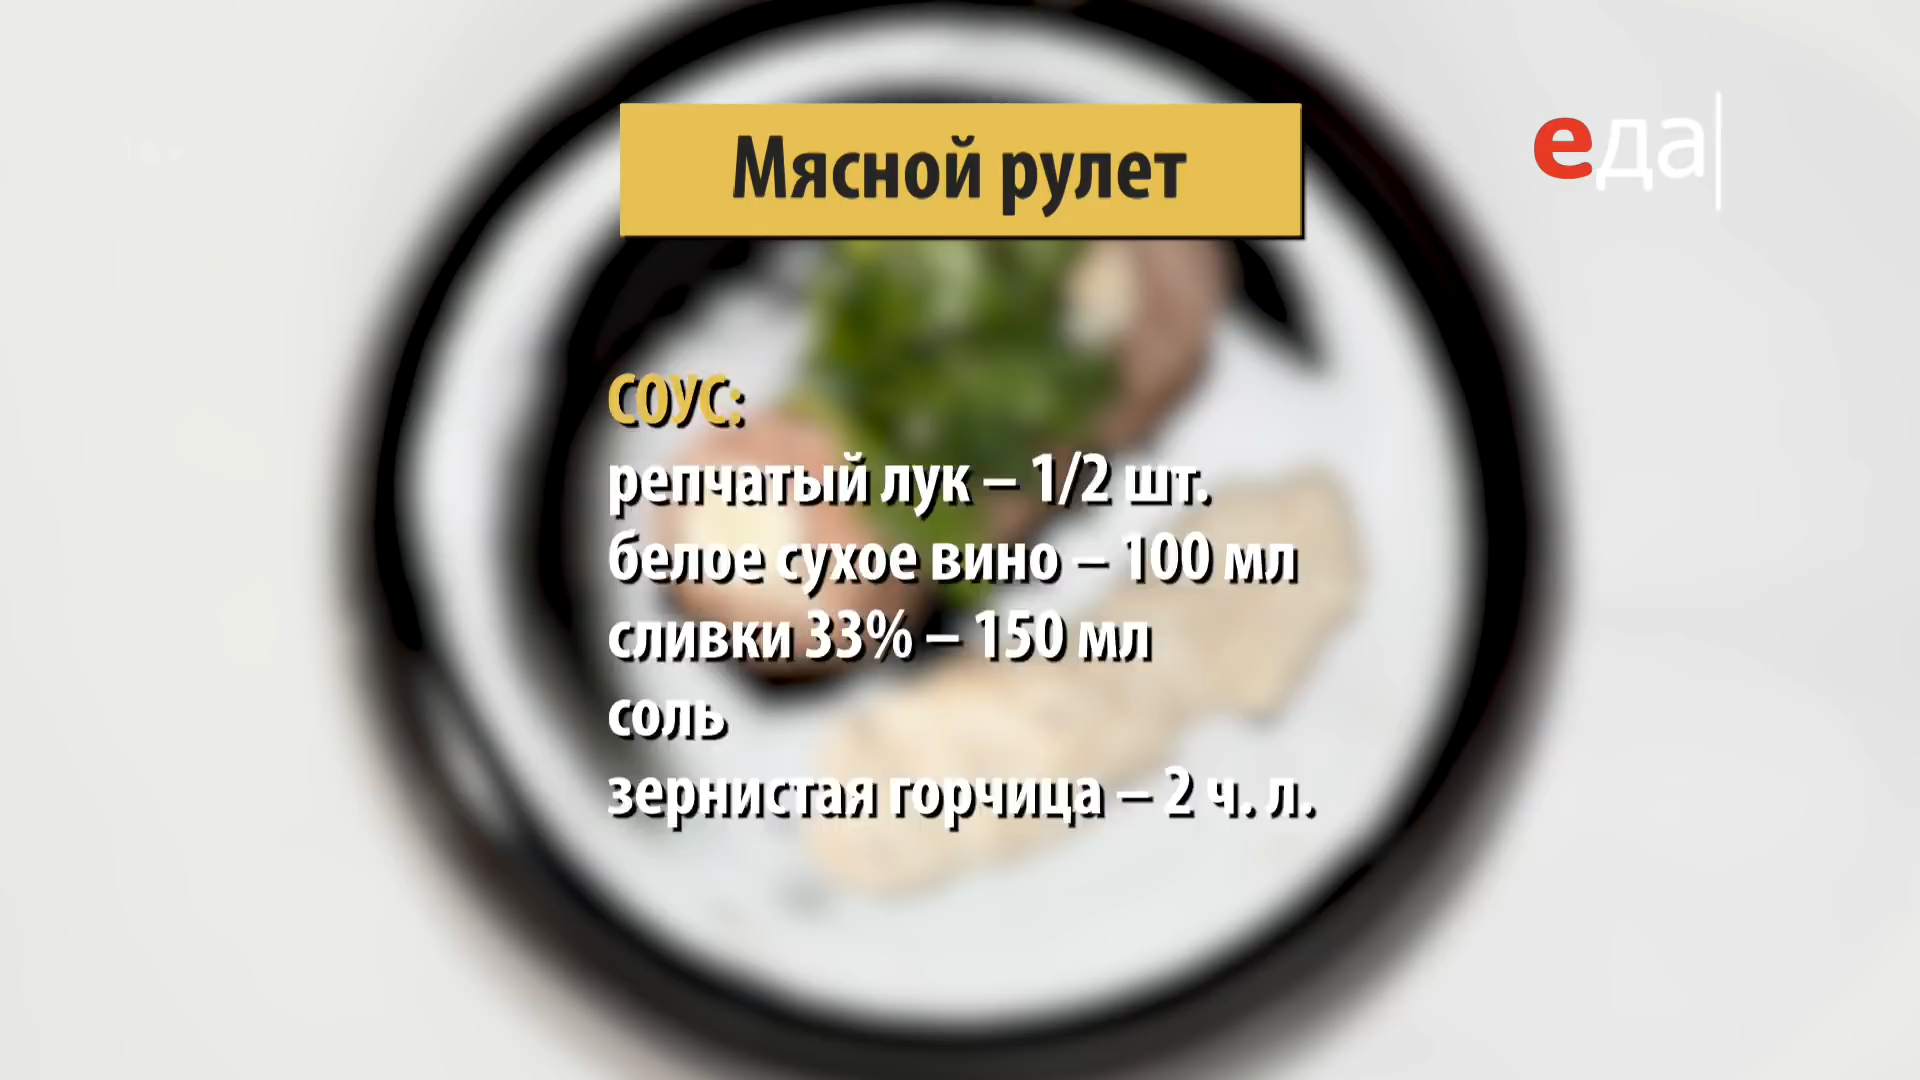 Мясной рулет
еда
СОУС:
репчатый лук – 1/2 шт.
белое сухое вино – 100 мл
сливки 33% – 150 мл
соль
зернистая горчица – 2 ч. л.